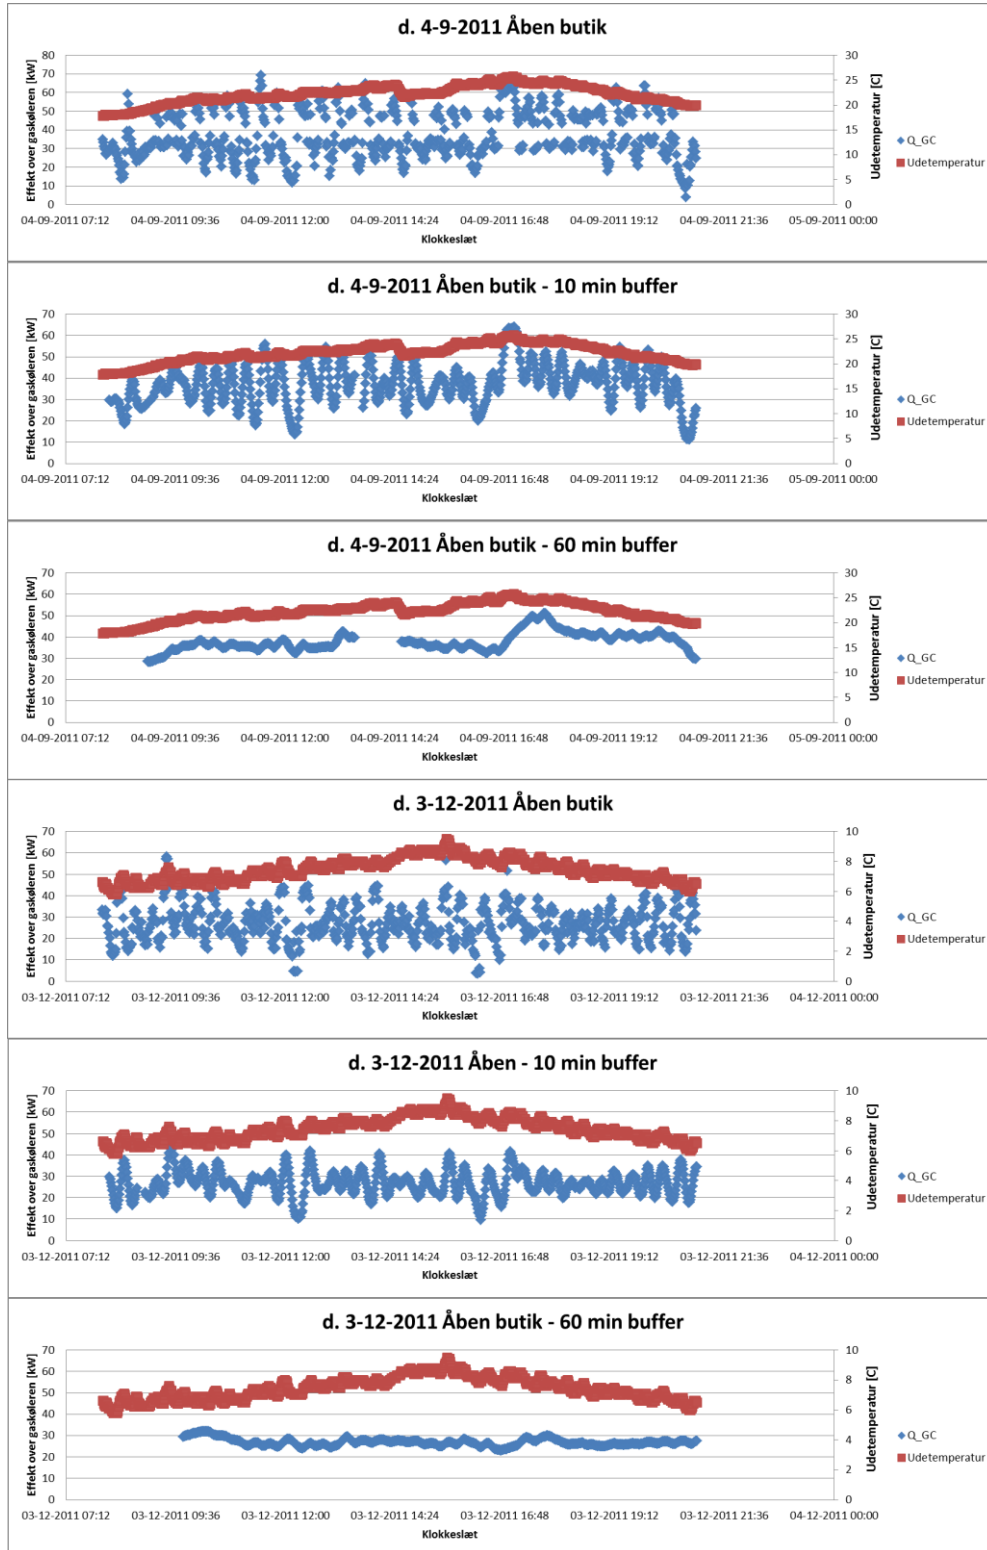 d. 4-9-2011 Åben butik
Effekt over gaskøleren [kW]
80
70
60
50
40
30
20
10
0
30
25
20
15
10
5
0
Udetemperatur [C]
Q_GC
Udetemperatur
04-09-2011 07:12 04-09-2011 09:36 04-09-2011 12:00 04-09-2011 14:24 04-09-2011 16:48 04-09-2011 19:12 04-09-2011 21:36 05-09-2011 00:00
Klokkeslæt
d. 4-9-2011 Åben butik - 10 min buffer
Effekt over gaskøleren [kW]
70
60
50
40
30
20
10
0
30
25
20
15
10
5
0
Udetemperatur [C]
Q_GC
Udetemperatur
04-09-2011 07:12 04-09-2011 09:36 04-09-2011 12:00 04-09-2011 14:24 04-09-2011 16:48 04-09-2011 19:12 04-09-2011 21:36 05-09-2011 00:00
Klokkeslæt
d. 4-9-2011 Åben butik - 60 min buffer
Effekt over gaskøleren [kW]
70
60
50
40
30
20
10
0
30
25
20
15
10
5
0
Udetemperatur [C]
Q_GC
Udetemperatur
04-09-2011 07:12 04-09-2011 09:36 04-09-2011 12:00 04-09-2011 14:24 04-09-2011 16:48 04-09-2011 19:12 04-09-2011 21:36 05-09-2011 00:00
Klokkeslæt
d. 3-12-2011 Åben butik
Effekt over gaskøleren [kW]
70
60
50
40
30
20
10
0
10
8
6
4
2
0
Udetemperatur [C]
Q_GC
Udetemperatur
03-12-2011 07:12 03-12-2011 09:36 03-12-2011 12:00 03-12-2011 14:24 03-12-2011 16:48 03-12-2011 19:12 03-12-2011 21:36 04-12-2011 00:00
Klokkeslæt
d. 3-12-2011 Åben - 10 min buffer
Effekt over gaskøleren [kW]
70
60
50
40
30
20
10
0
10
8
6
4
2
0
Udetemperatur [C]
Q_GC
Udetemperatur
03-12-2011 07:12 03-12-2011 09:36 03-12-2011 12:00 03-12-2011 14:24 03-12-2011 16:48 03-12-2011 19:12 03-12-2011 21:36 04-12-2011 00:00
Klokkeslæt
d. 3-12-2011 Åben butik - 60 min buffer
Effekt over gaskøleren [kW]
70
60
50
40
30
20
10
0
10
8
6
4
2
0
Udetemperatur [C]
Q_GC
Udetemperatur
03-12-2011 07:12 03-12-2011 09:36 03-12-2011 12:00 03-12-2011 14:24 03-12-2011 16:48 03-12-2011 19:12 03-12-2011 21:36 04-12-2011 00:00
Klokkeslæt